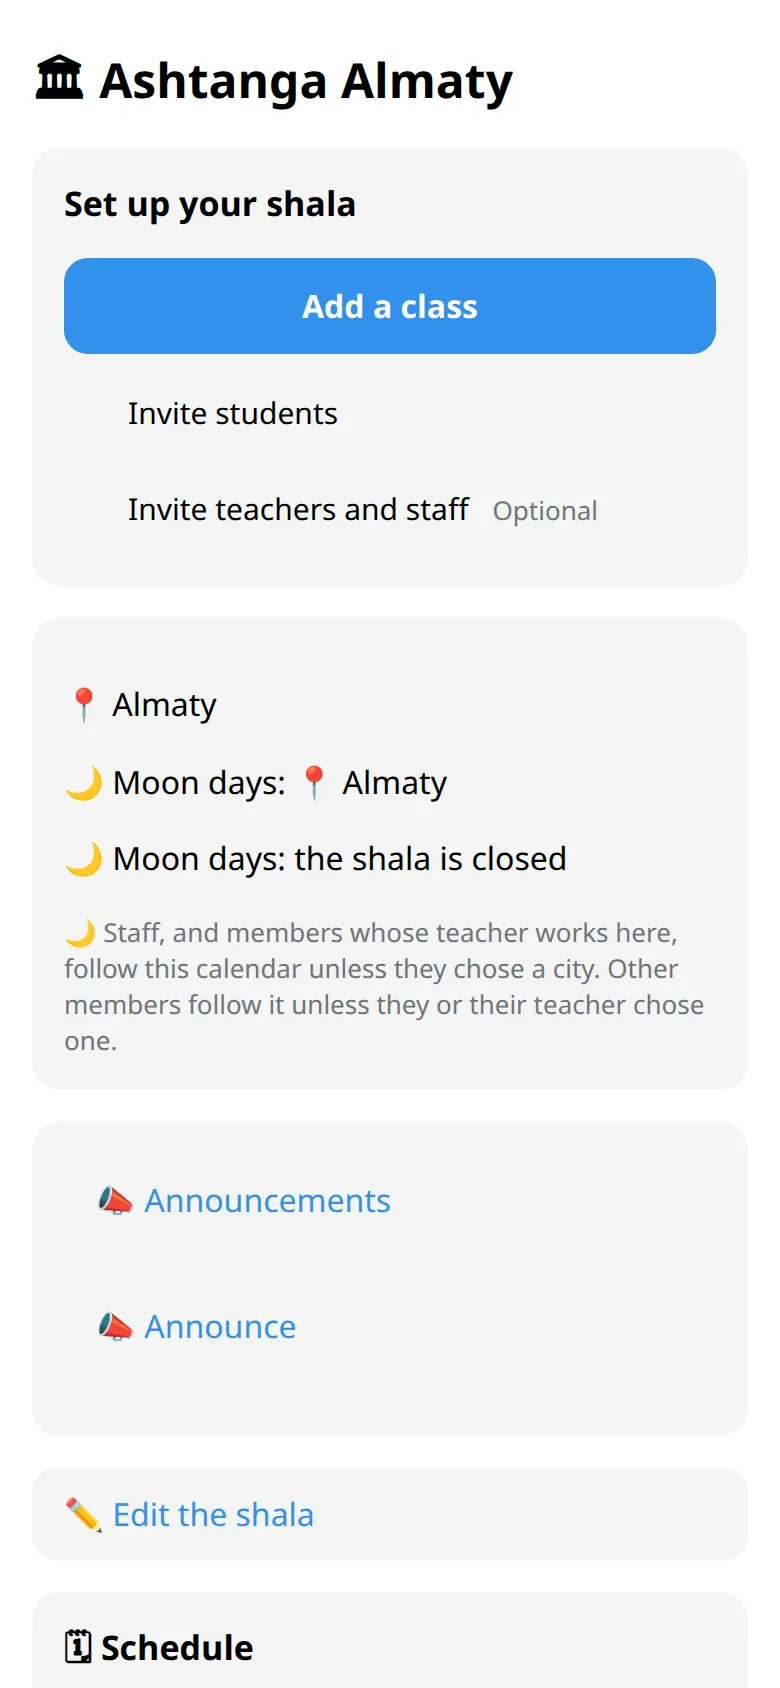 🏛 Ashtanga Almaty
Set up your shala
Add a class
Invite students
Invite teachers and staff Optional
📍 Almaty
🌙 Moon days: 📍 Almaty
🌙 Moon days: the shala is closed
🌙 Staff, and members whose teacher works here,
follow this calendar unless they chose a city. Other
members follow it unless they or their teacher chose
one.
📣 Announcements
📣 Announce
✏️ Edit the shala
🗓 Schedule